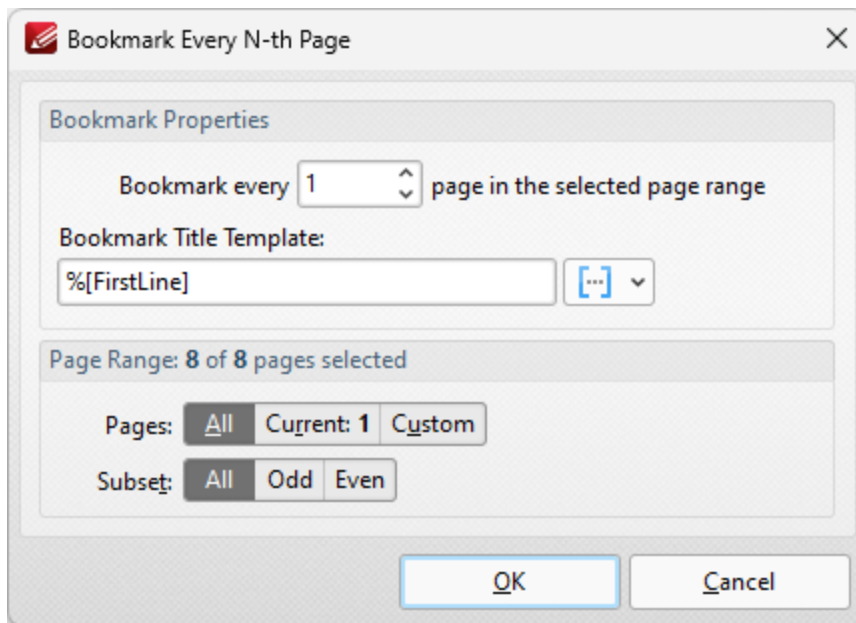 Bookmark Every N-th Page
Bookmark Properties
Bookmark every 1 page in the selected page range
Bookmark Title Template:
%[FirstLine]
Page Range: 8 of 8 pages selected
Pages: All Current: 1 Custom
Subset: All Odd Even
OK Cancel